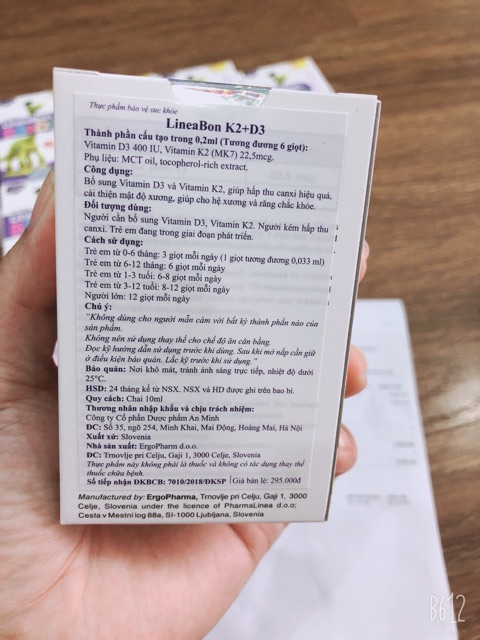 Thực phẩm bảo vệ sức khỏe
LineaBon K2+D3
Thành phần cấu tạo trong 0,2ml (Tương đương 6 giọt):
Vitamin D3 400 IU, Vitamin K2 (MK7) 22,5mcg.
Phụ liệu: MCT oil, tocopherol-rich extract.
Công dụng:
Bổ sung Vitamin D3 và Vitamin K2, giúp hấp thu canxi hiệu quả,
cải thiện mật độ xương, giúp cho hệ xương và răng chắc khỏe.
Đối tượng dùng:
Người cần bổ sung Vitamin D3, Vitamin K2. Người kém hấp thu
canxi. Trẻ em đang trong giai đoạn phát triển.
Cách sử dụng:
Trẻ em từ 0-6 tháng: 3 giọt mỗi ngày (1 giọt tương đương 0,033 ml)
Trẻ em từ 6-12 tháng: 6 giọt mỗi ngày
Trẻ em từ 1-3 tuổi: 6-8 giọt mỗi ngày
Trẻ em từ 3-12 tuổi: 8-12 giọt mỗi ngày
Người lớn: 12 giọt mỗi ngày
Chú ý:
"Không dùng cho người mẫn cảm với bất kỳ thành phần nào của
sản phẩm.
Không nên sử dụng thay thế cho chế độ ăn cân bằng.
Đọc kỹ hướng dẫn sử dụng trước khi dùng. Sau khi mở nắp cần giữ
ở điều kiện bảo quản. Lắc kỹ trước khi sử dụng."
Bảo quản: Nơi khô mát, tránh ánh sáng trực tiếp, nhiệt độ dưới
25°C.
HSD: 24 tháng kể từ NSX. NSX và HD được ghi trên bao bì.
Quy cách: Chai 10ml
Thương nhân nhập khẩu và chịu trách nhiệm:
Công ty Cổ phần Dược phẩm An Minh
ĐC: Số 35, ngõ 254, Minh Khai, Mai Động, Hoàng Mai, Hà Nội
Xuất xứ: Slovenia
Nhà sản xuất: ErgoPharm d.o.o.
ĐC: Trnovlje pri Celju, Gaji 1, 3000 Celje, Slovenia
Thực phẩm này không phải là thuốc và không có tác dụng thay thế
thuốc chữa bệnh.
Số tiếp nhận ĐKBCB: 7010/2018/ĐKSP Giá bán lẻ: 295.000đ
Manufactured by: ErgoPharma, Trnovlje pri Celju, Gaji 1, 3000
Celje, Slovenia under the licence of PharmaLinea d.o.o;
Cesta v Mestni log 88a, SI-1000 Ljubljana, Slovenia
B612